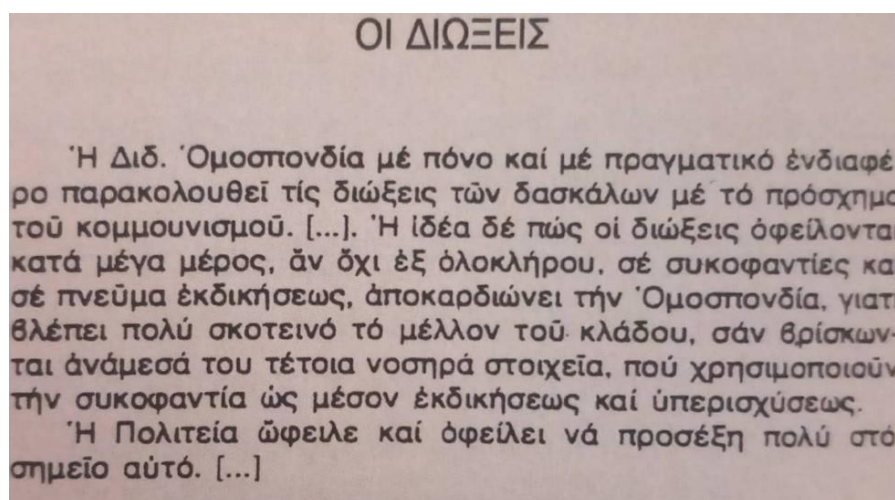 ΟΙ ΔΙΩΞΕΙΣ
Ἡ Διδ. Ὁμοσπονδία μέ πόνο καί μέ πραγματικό ἐνδιαφέ
ρο παρακολουθεῖ τίς διώξεις τῶν δασκάλων μέ τό πρόσχημα
τοῦ κομμουνισμοῦ. [...]. Ἡ ἰδέα δέ πώς οἱ διώξεις ὀφείλοντα
κατά μέγα μέρος, ἄν ὄχι ἐξ ὁλοκλήρου, σέ συκοφαντίες κα
σέ πνεῦμα ἐκδικήσεως, ἀποκαρδιώνει τήν Ὁμοσπονδία, γιατ
βλέπει πολύ σκοτεινό τό μέλλον τοῦ κλάδου, σάν βρίσκων-
ται ἀνάμεσά του τέτοια νοσηρά στοιχεῖα, πού χρησιμοποιοῦν
τήν συκοφαντία ὡς μέσον ἐκδικήσεως καί ὑπερισχύσεως.
Ἡ Πολιτεία ὤφειλε καί ὀφείλει νά προσέξη πολύ στό
σημεῖο αὐτό. [...]